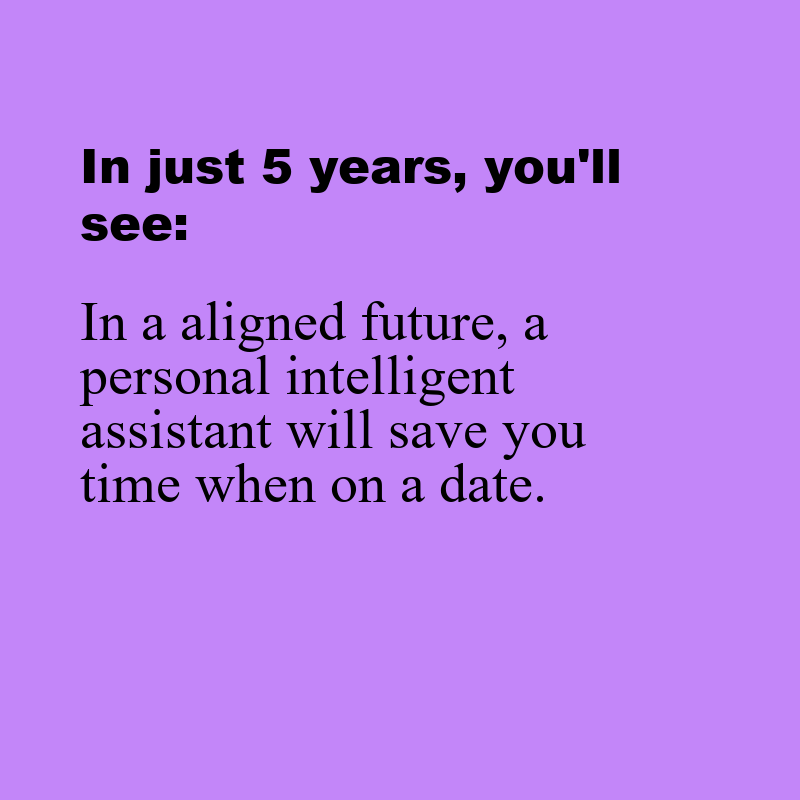 In just 5 years, you'll
see:
In a aligned future, a
personal intelligent
assistant will save you
time when on a date.